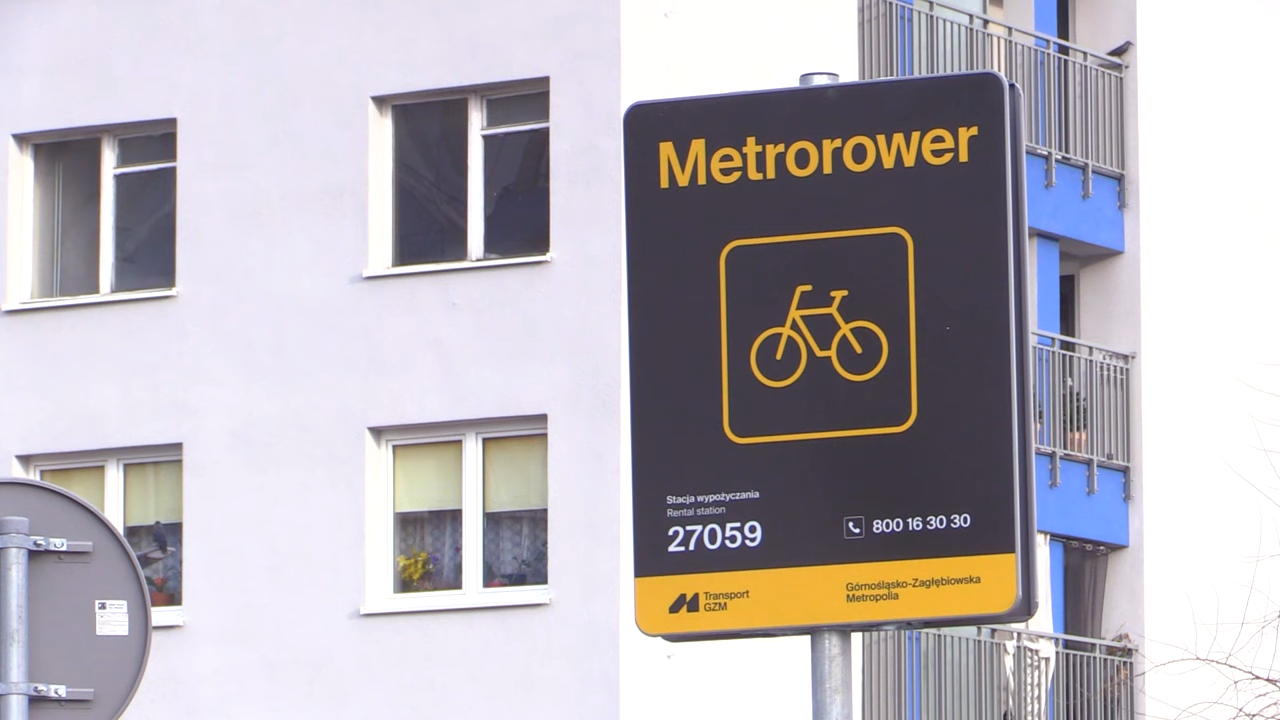 Metrorower
Stacja wypożyczania
Rental station
27059
800 16 30 30
Transport
GZM
Górnośląsko-Zagłębiowska
Metropolia